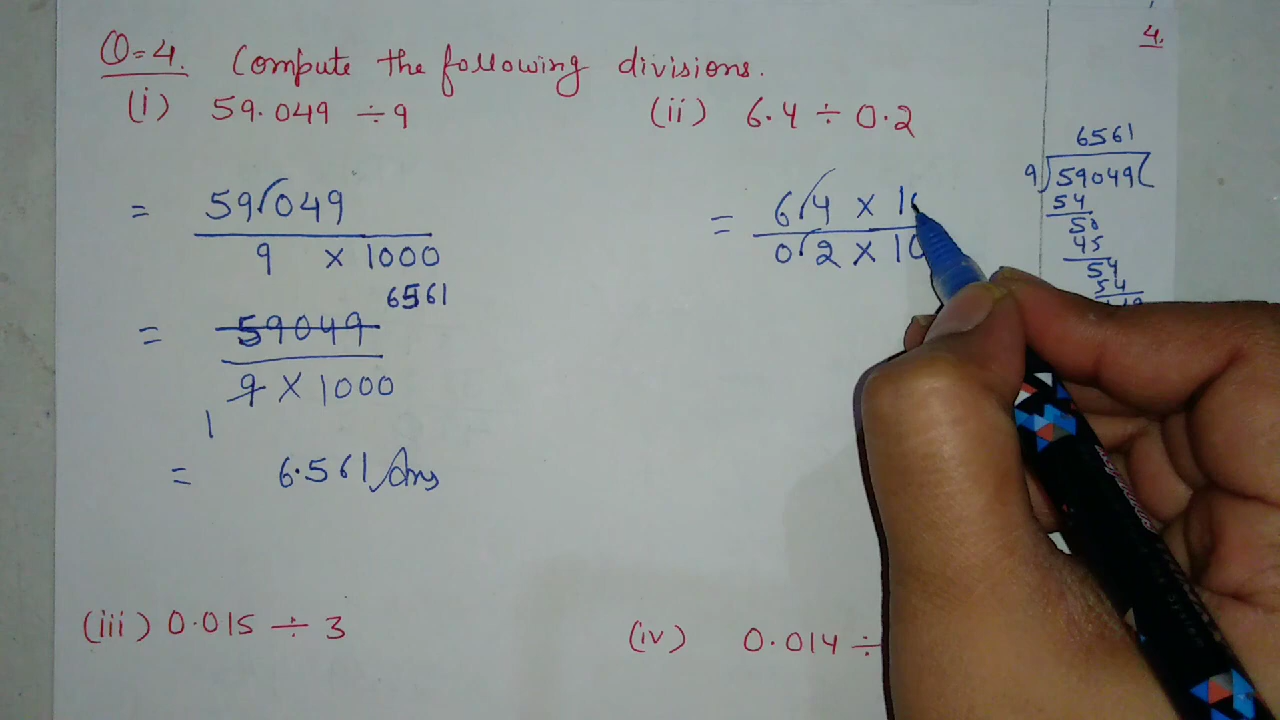 Q=4. Compute the following divisions.
(i) 59.049 ÷ 9
(ii) 6.4 ÷ 0.2
= 59.049
9 × 1000
= 59049 6561
9 × 1000
1
= 6.561 Ans
= 6.4 × 10
0.2 × 10
4.
6561
9)59049(
54
50
45
54
54
(iii) 0.015 ÷ 3
(iv) 0.014 ÷